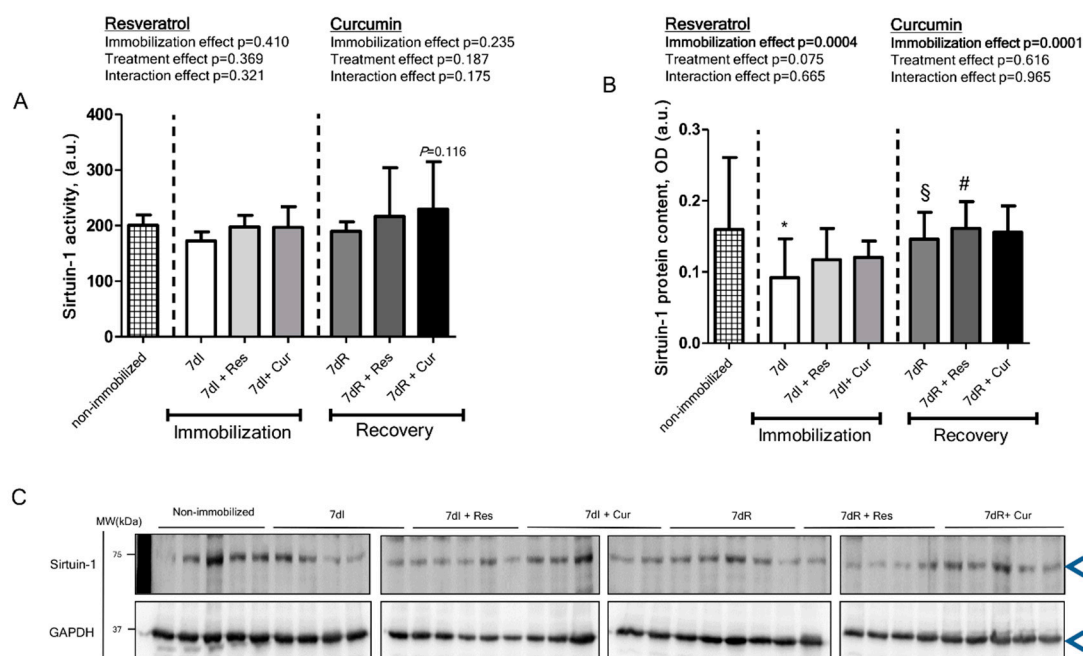 Resveratrol
Immobilization effect p=0.410
Treatment effect p=0.369
Interaction effect p=0.321
Curcumin
Immobilization effect p=0.235
Treatment effect p=0.187
Interaction effect p=0.175
A
Sirtuin-1 activity, (a.u.)
400
300
200
100
0
P=0.116
non-immobilized
7dI
7dI + Res
7dI+ Cur
7dR
7dR + Res
7dR + Cur
Immobilization
Recovery
Resveratrol
Immobilization effect p=0.0004
Treatment effect p=0.075
Interaction effect p=0.665
Curcumin
Immobilization effect p=0.0001
Treatment effect p=0.616
Interaction effect p=0.965
B
Sirtuin-1 protein content, OD (a.u.)
0.3
0.2
0.1
0.0
*
§
#
non-immobilized
7dI
7dI + Res
7dI+ Cur
7dR
7dR + Res
7dR + Cur
Immobilization
Recovery
C
MW(kDa)
Non-immobilized
7dI
7dI + Res
7dI + Cur
7dR
7dR + Res
7dR+ Cur
Sirtuin-1
75
GAPDH
37